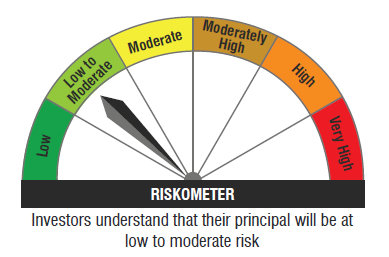 Low
Low to
Moderate
Moderate
Moderately
High
High
Very High
RISKOMETER
Investors understand that their principal will be at
low to moderate risk